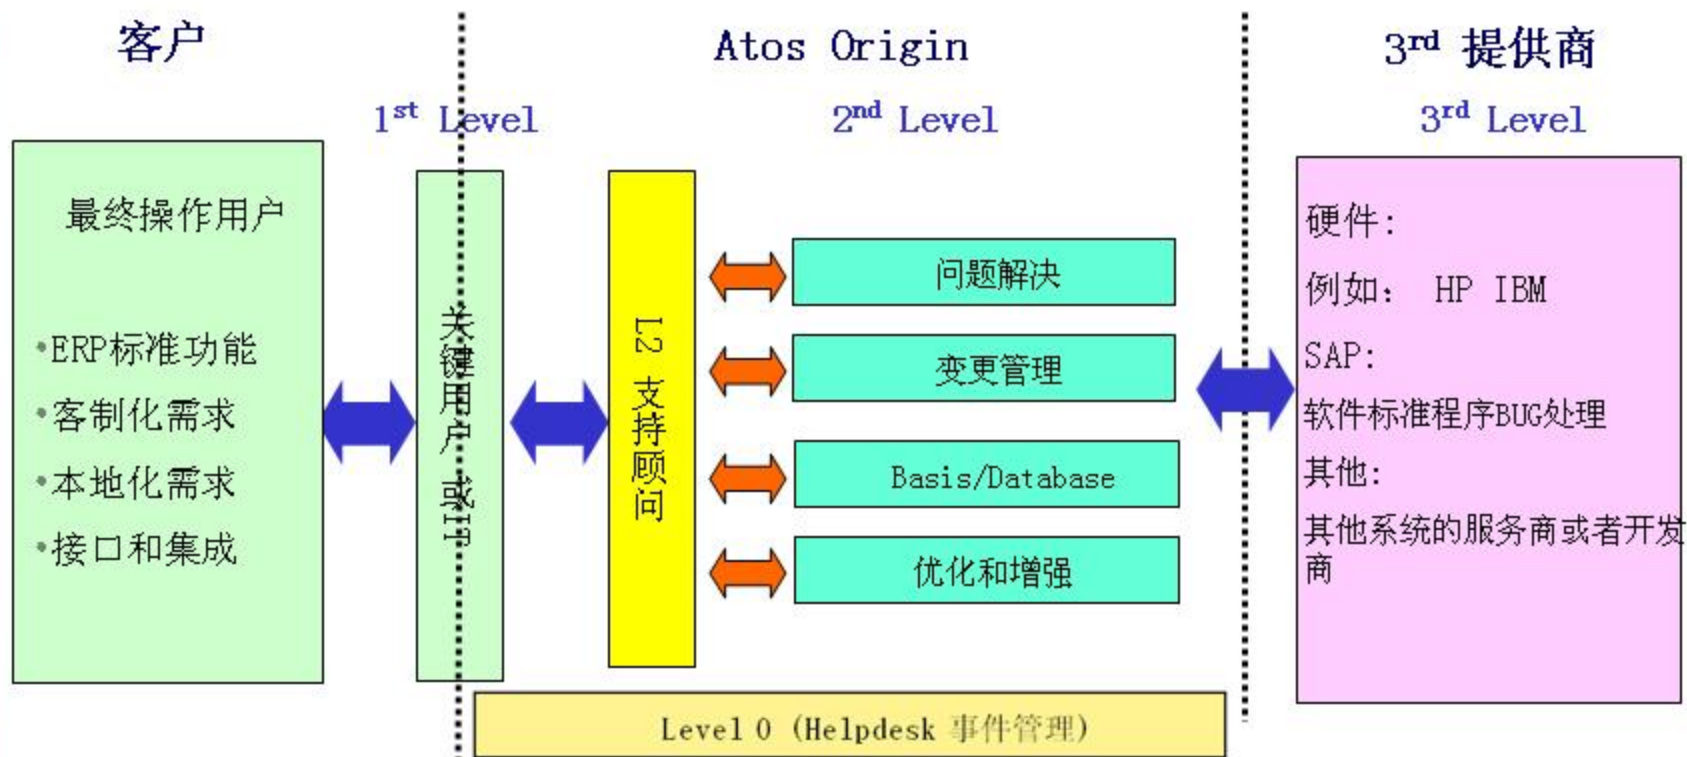 客户
Atos Origin
3rd 提供商
1st Level
2nd Level
3rd Level
最终操作用户
•ERP标准功能
•客制化需求
•本地化需求
•接口和集成
关键用户 或IT
L2 支持顾问
问题解决
变更管理
Basis/Database
优化和增强
硬件:
例如: HP IBM
SAP:
软件标准程序BUG处理
其他:
其他系统的服务商或者开发
商
Level 0 (Helpdesk 事件管理)